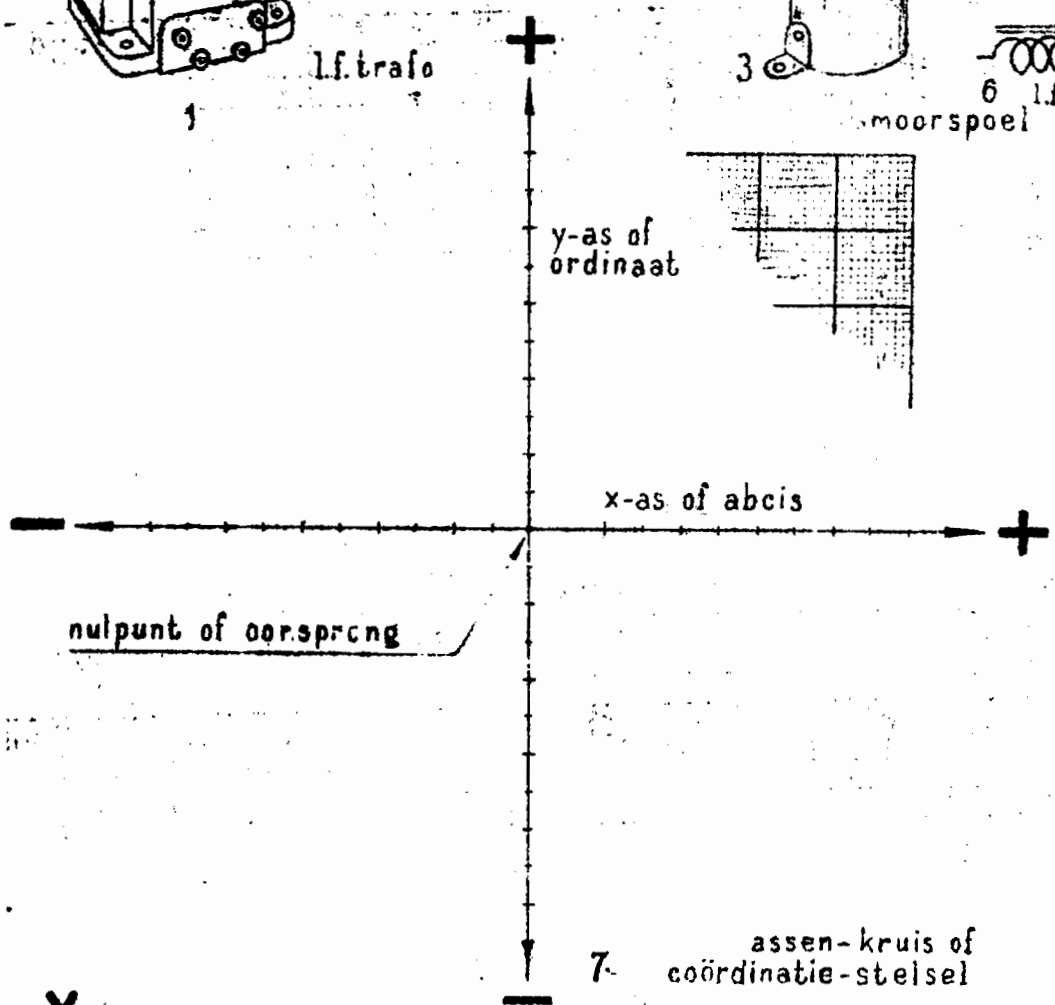 l.f. trafo
1
+
3
6
smoorspoel
y-as of
ordinaat
x-as of abcis
−
+
nulpunt of oorsprong
7
assen-kruis of
coördinatie-stelsel
−